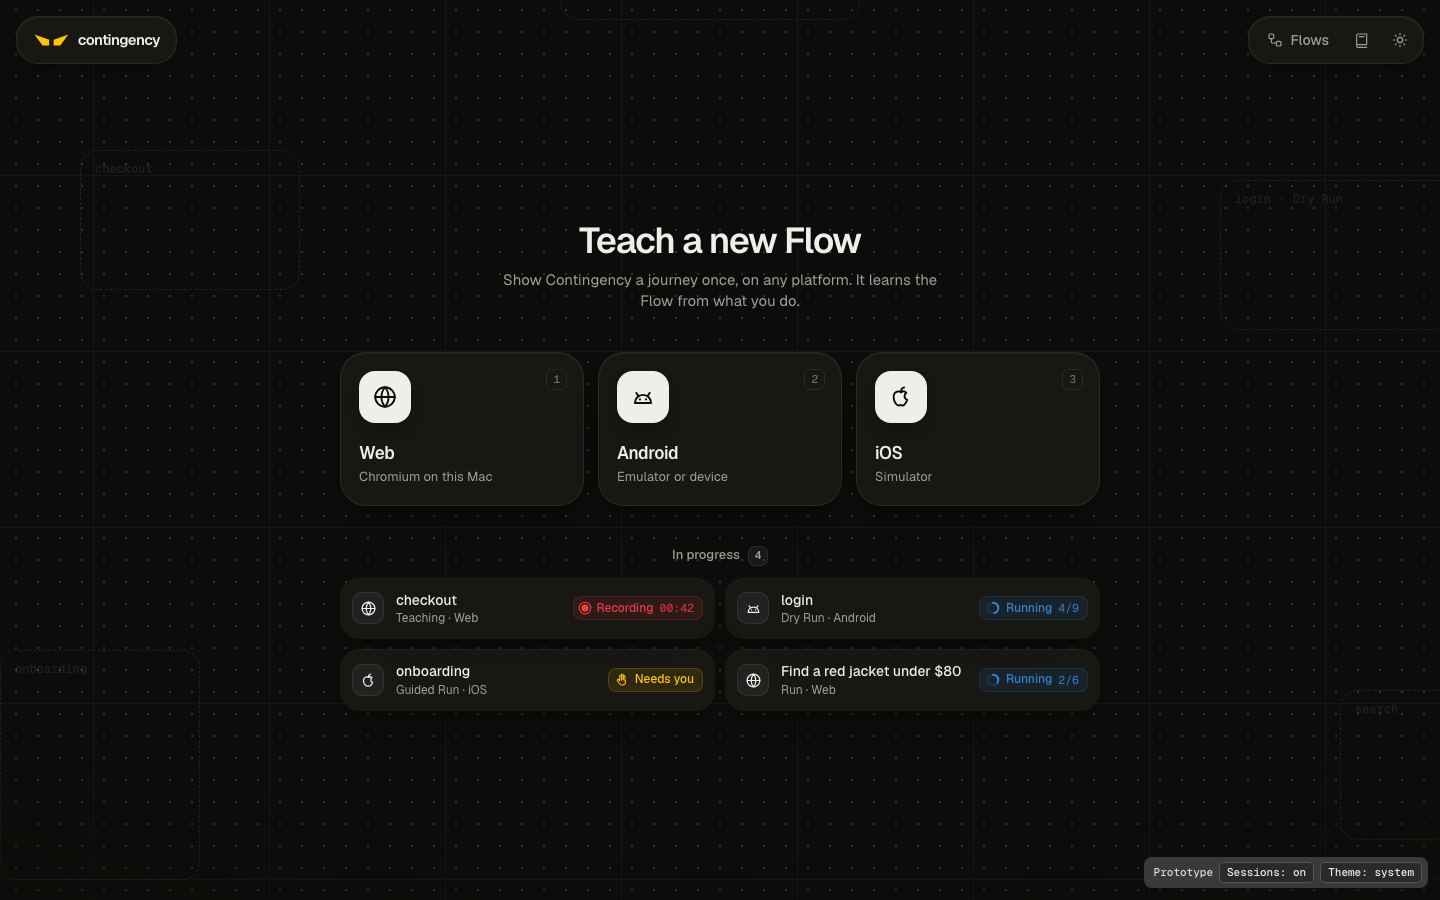 contingency
Flows
checkout
login · Dry Run
Teach a new Flow
Show Contingency a journey once, on any platform. It learns the
Flow from what you do.
1
Web
Chromium on this Mac
2
Android
Emulator or device
3
iOS
Simulator
In progress 4
checkout
Teaching · Web
Recording 00:42
login
Dry Run · Android
Running 4/9
onboarding
Guided Run · iOS
Needs you
Find a red jacket under $80
Run · Web
Running 2/6
onboarding
search
Prototype Sessions: on Theme: system